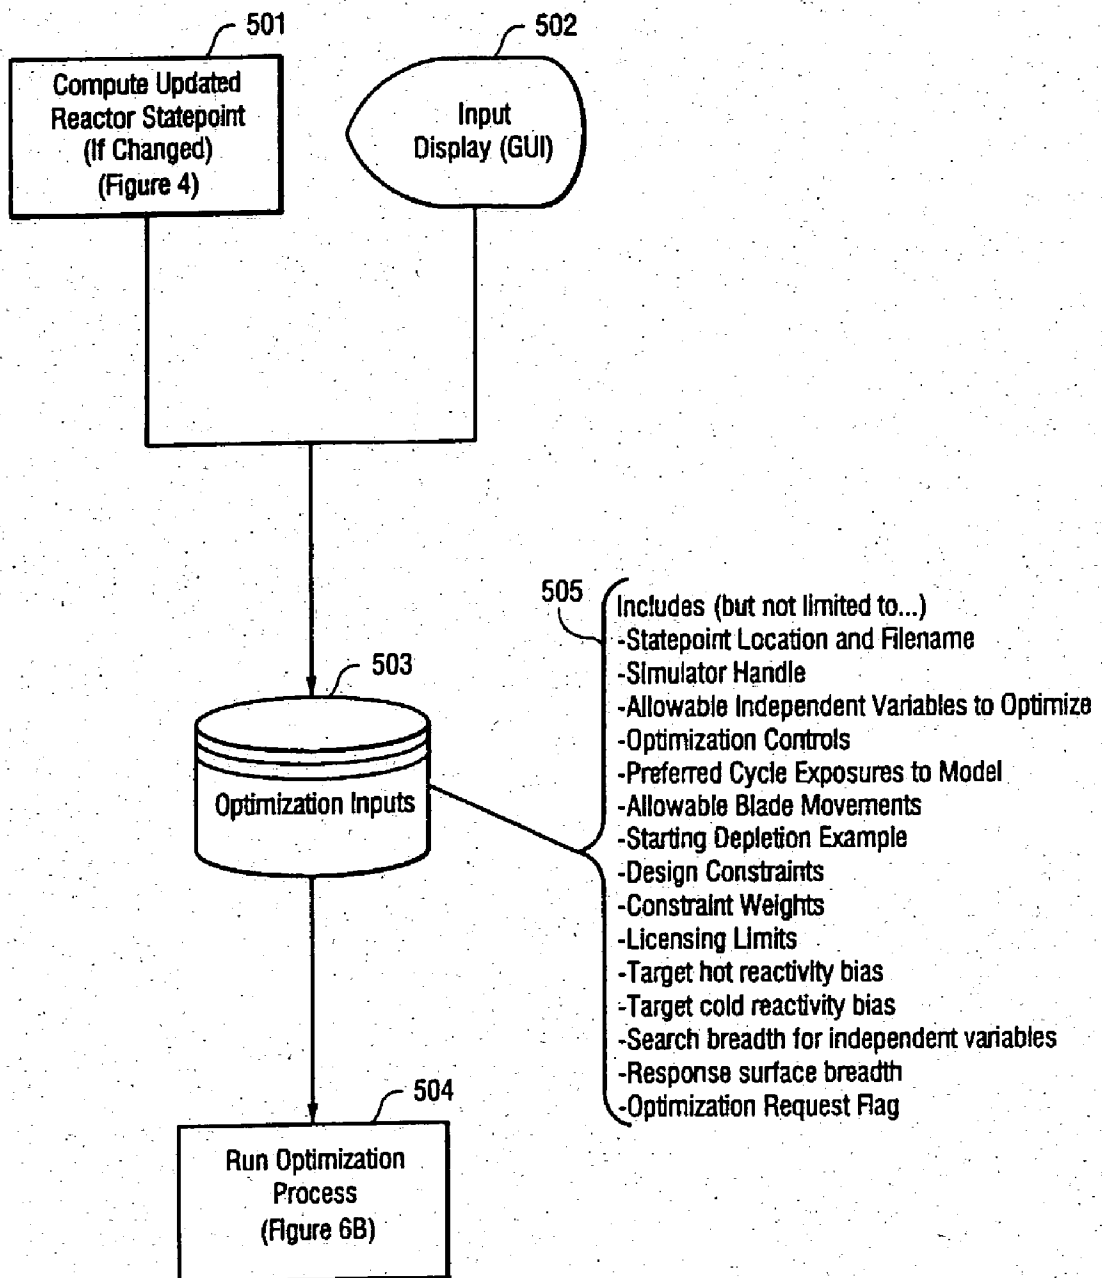 501
Compute Updated
Reactor Statepoint
(If Changed)
(Figure 4)
502
Input
Display (GUI)
503
Optimization Inputs
505
Includes (but not limited to...)
-Statepoint Location and Filename
-Simulator Handle
-Allowable Independent Variables to Optimize
-Optimization Controls
-Preferred Cycle Exposures to Model
-Allowable Blade Movements
-Starting Depletion Example
-Design Constraints
-Constraint Weights
-Licensing Limits
-Target hot reactivity bias
-Target cold reactivity bias
-Search breadth for independent variables
-Response surface breadth
-Optimization Request Flag
504
Run Optimization
Process
(Figure 6B)